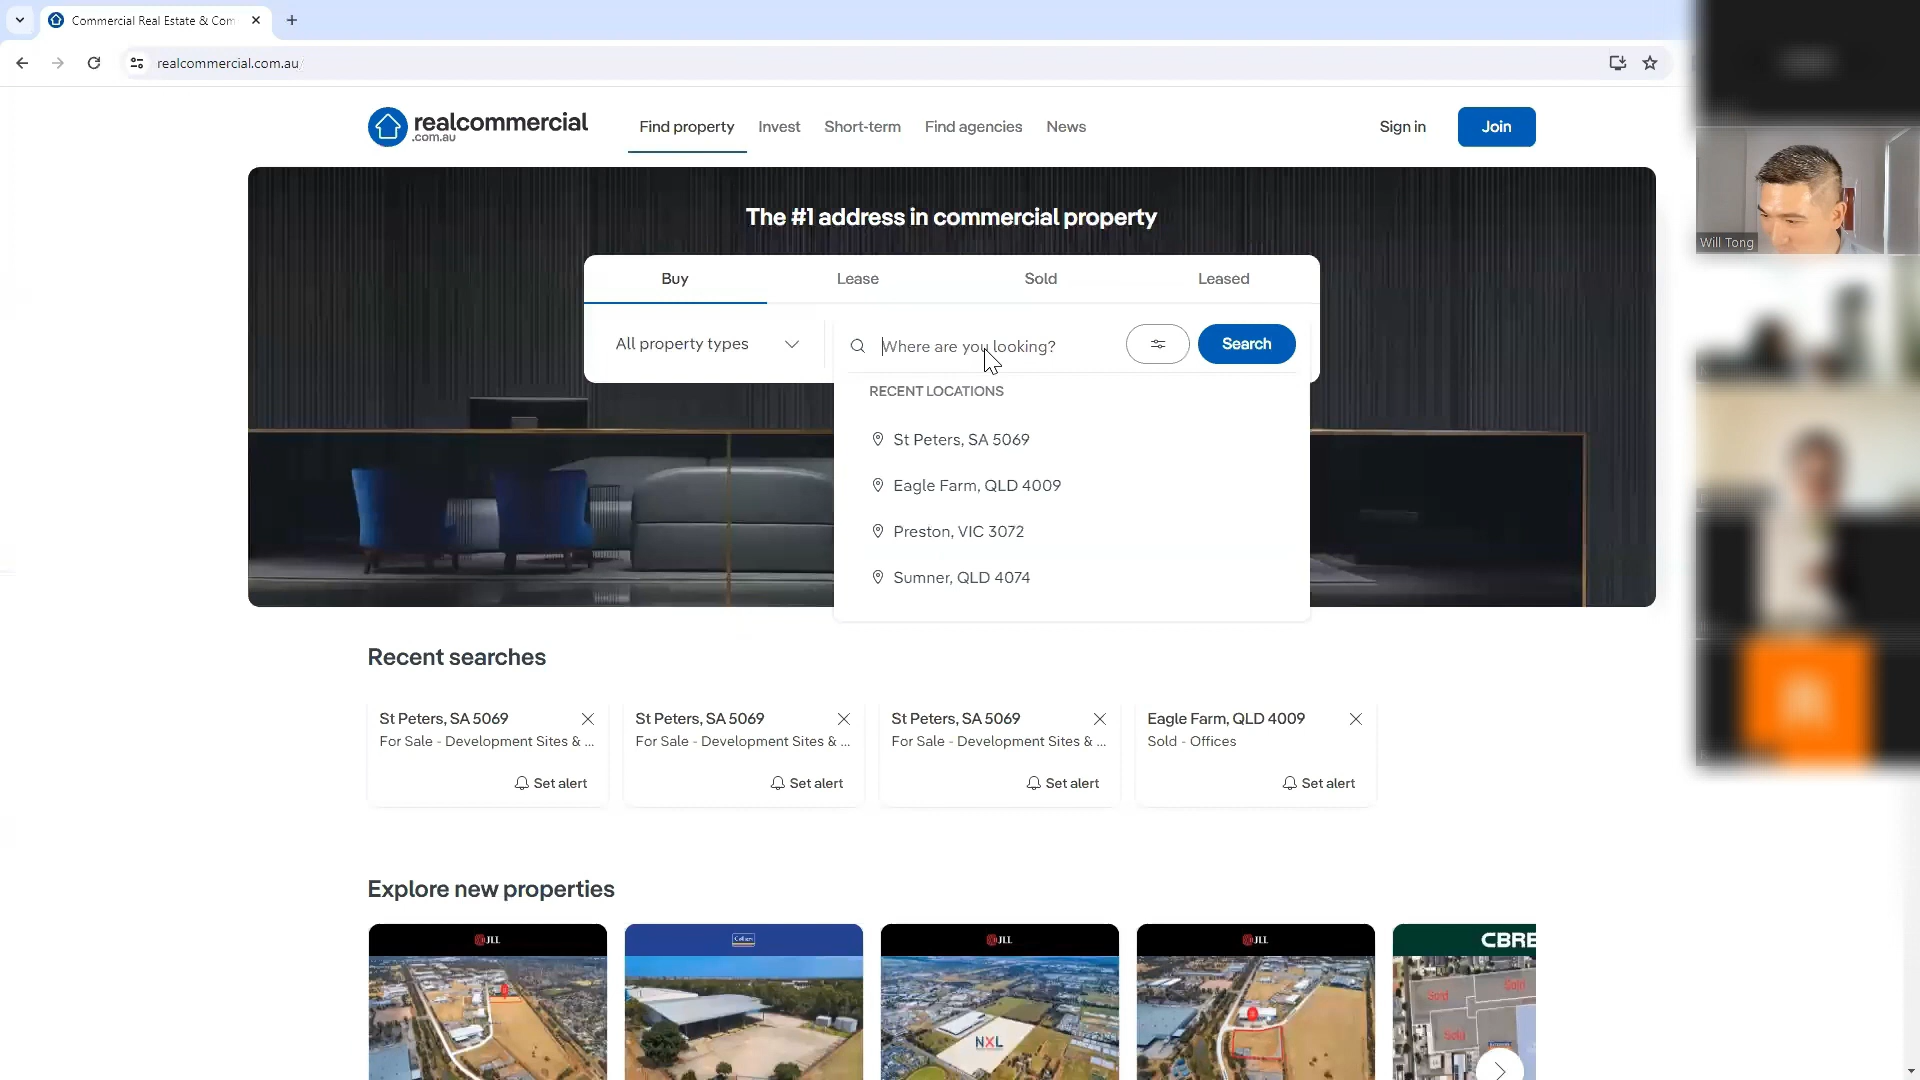 Commercial Real Estate & Com
realcommercial.com.au
realcommercial
.com.au
Find property
Invest
Short-term
Find agencies
News
Sign in
Join
The #1 address in commercial property
Buy
Lease
Sold
Leased
All property types
Where are you looking?
Search
RECENT LOCATIONS
St Peters, SA 5069
Eagle Farm, QLD 4009
Preston, VIC 3072
Sumner, QLD 4074
Will Tong
Recent searches
St Peters, SA 5069
For Sale - Development Sites & ...
Set alert
St Peters, SA 5069
For Sale - Development Sites & ...
Set alert
St Peters, SA 5069
For Sale - Development Sites & ...
Set alert
Eagle Farm, QLD 4009
Sold - Offices
Set alert
Explore new properties
JLL
Colliers
JLL
JLL
CBRE
NXL
Sold
Sold
Sold